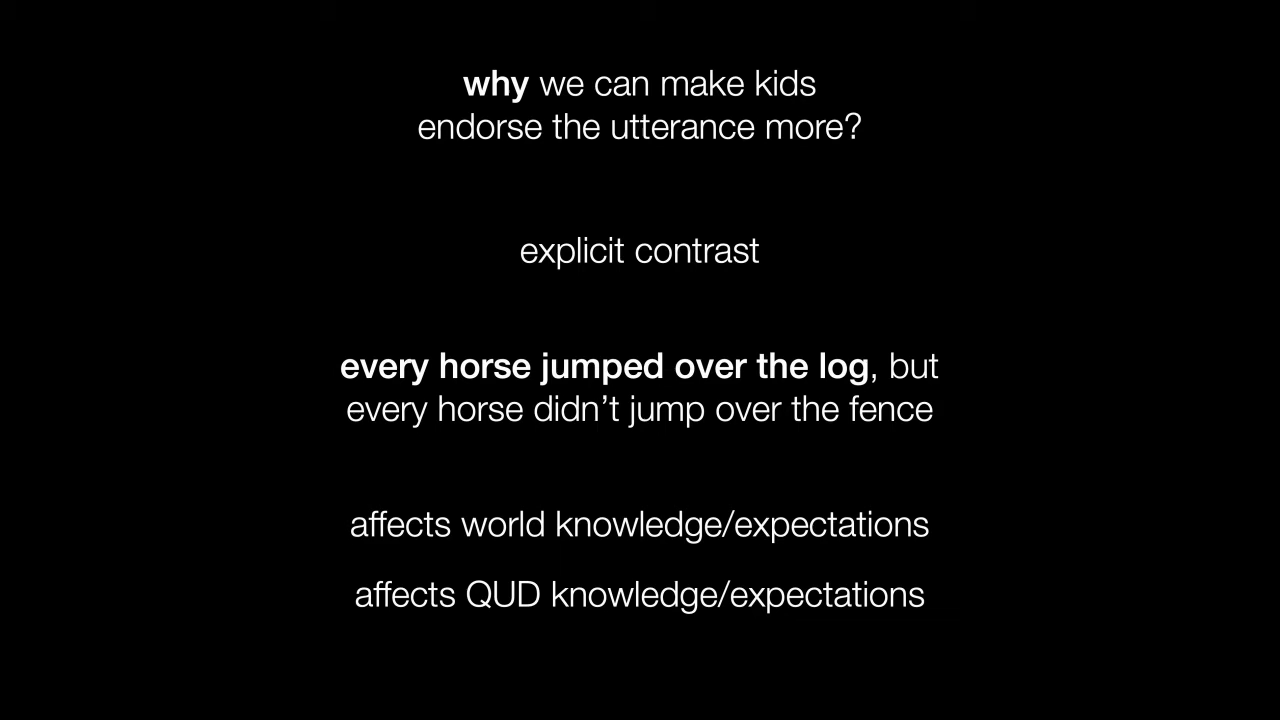 why we can make kids
endorse the utterance more?
explicit contrast
every horse jumped over the log, but
every horse didn’t jump over the fence
affects world knowledge/expectations
affects QUD knowledge/expectations